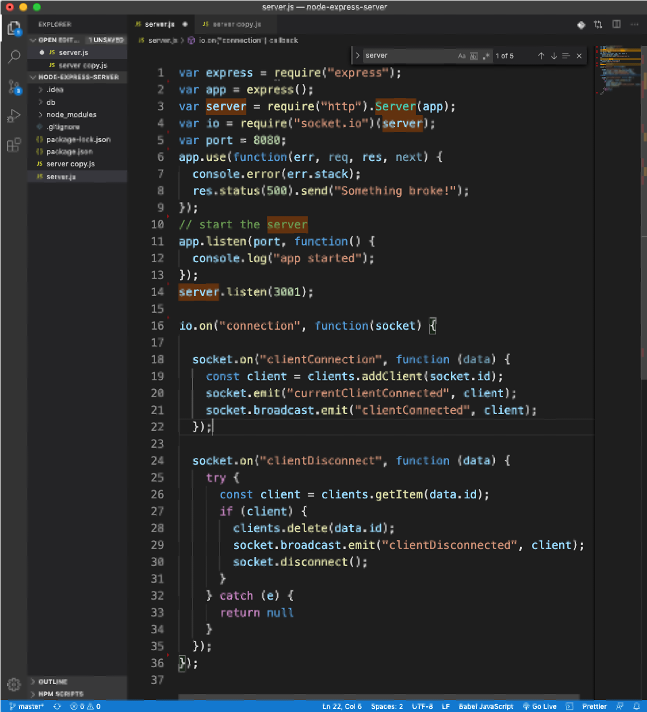 server.js — node-express-server
EXPLORER
OPEN EDIT... 1 UNSAVED
JS server.js
JS server copy.js
NODE-EXPRESS-SERVER
.idea
db
node_modules
.gitignore
package-lock.json
package.json
JS server copy.js
JS server.js
OUTLINE
NPM SCRIPTS
JS server.js
JS server copy.js
JS server.js > io.on("connection") callback
server
1 of 5
1 var express = require("express");
2 var app = express();
3 var server = require("http").Server(app);
4 var io = require("socket.io")(server);
5 var port = 8080;
6 app.use(function(err, req, res, next) {
7 console.error(err.stack);
8 res.status(500).send("Something broke!");
9 });
10 // start the server
11 app.listen(port, function() {
12 console.log("app started");
13 });
14 server.listen(3001);
15
16 io.on("connection", function(socket) {
17
18 socket.on("clientConnection", function (data) {
19 const client = clients.addClient(socket.id);
20 socket.emit("currentClientConnected", client);
21 socket.broadcast.emit("clientConnected", client);
22 });
23
24 socket.on("clientDisconnect", function (data) {
25 try {
26 const client = clients.getItem(data.id);
27 if (client) {
28 clients.delete(data.id);
29 socket.broadcast.emit("clientDisconnected", client);
30 socket.disconnect();
31 }
32 } catch (e) {
33 return null
34 }
35 });
36 });
37
master* 0 0 Ln 22, Col 6 Spaces: 2 UTF-8 LF Babel JavaScript Go Live Prettier